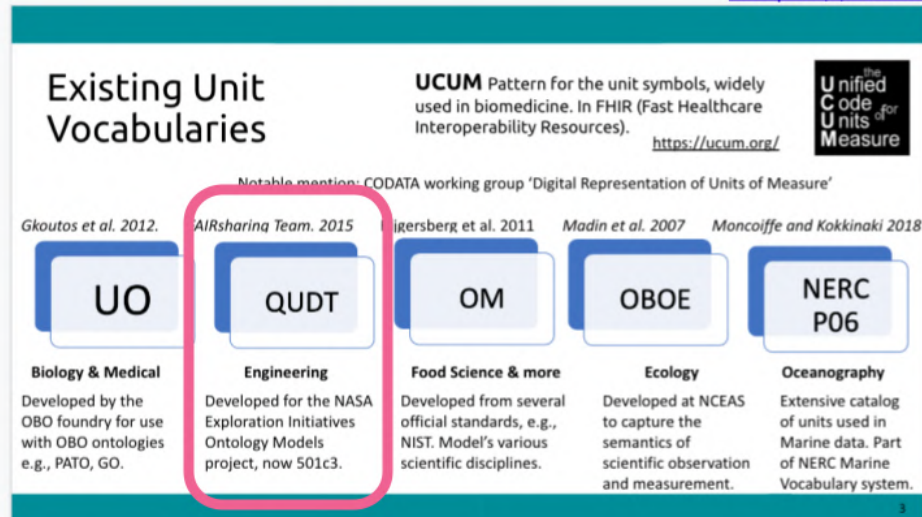 Existing Unit
Vocabularies
UCUM Pattern for the unit symbols, widely
used in biomedicine. In FHIR (Fast Healthcare
Interoperability Resources).
https://ucum.org/
the
Unified
Code for
Units of
Measure
Notable mention: CODATA working group 'Digital Representation of Units of Measure'
Gkoutos et al. 2012.
FAIRsharing Team. 2015
Rijgersberg et al. 2011
Madin et al. 2007
Moncoiffe and Kokkinaki 2018
UO
QUDT
OM
OBOE
NERC
P06
Biology & Medical
Developed by the
OBO foundry for use
with OBO ontologies
e.g., PATO, GO.
Engineering
Developed for the NASA
Exploration Initiatives
Ontology Models
project, now 501c3.
Food Science & more
Developed from several
official standards, e.g.,
NIST. Model's various
scientific disciplines.
Ecology
Developed at NCEAS
to capture the
semantics of
scientific observation
and measurement.
Oceanography
Extensive catalog
of units used in
Marine data. Part
of NERC Marine
Vocabulary system.
3